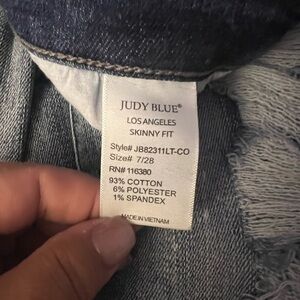 JUDY BLUE®
LOS ANGELES
SKINNY FIT
Style# JB82311LT-CO
Size# 7/28
RN# 116380
93% COTTON
6% POLYESTER
1% SPANDEX
MADE IN VIETNAM